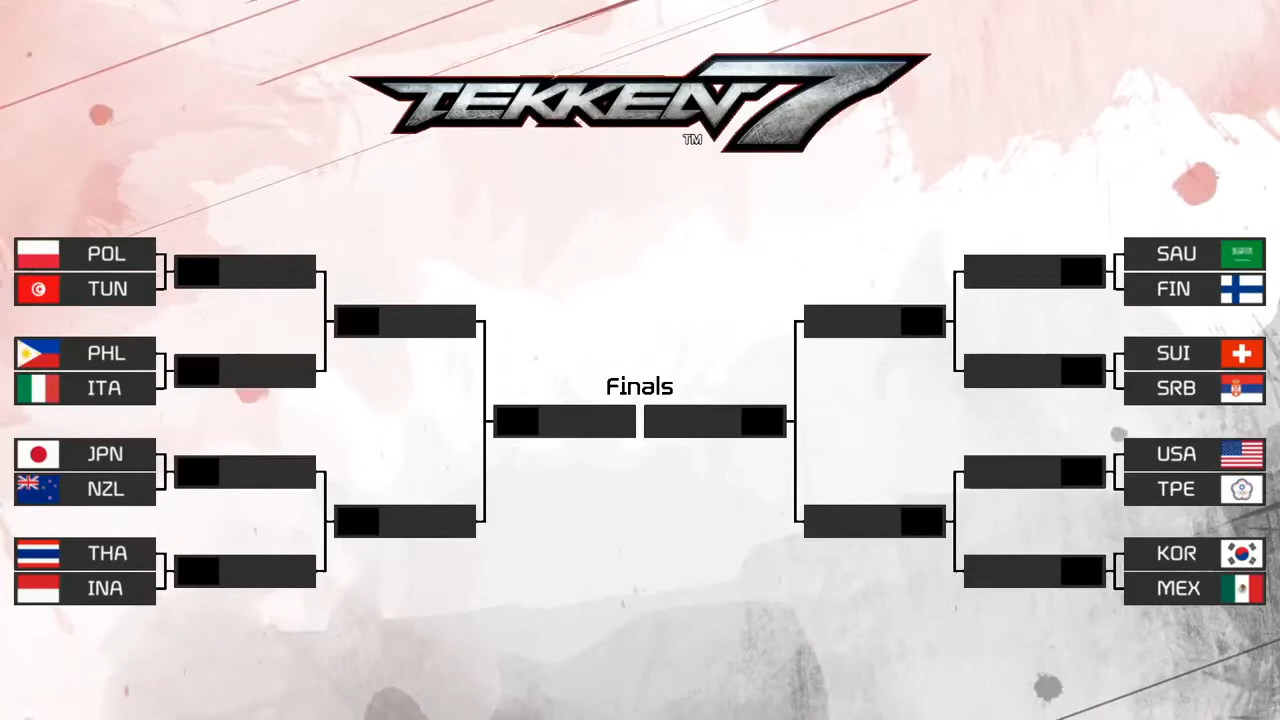 TEKKEN 7
TM
POL
TUN
PHL
ITA
JPN
NZL
THA
INA
Finals
SAU
FIN
SUI
SRB
USA
TPE
KOR
MEX